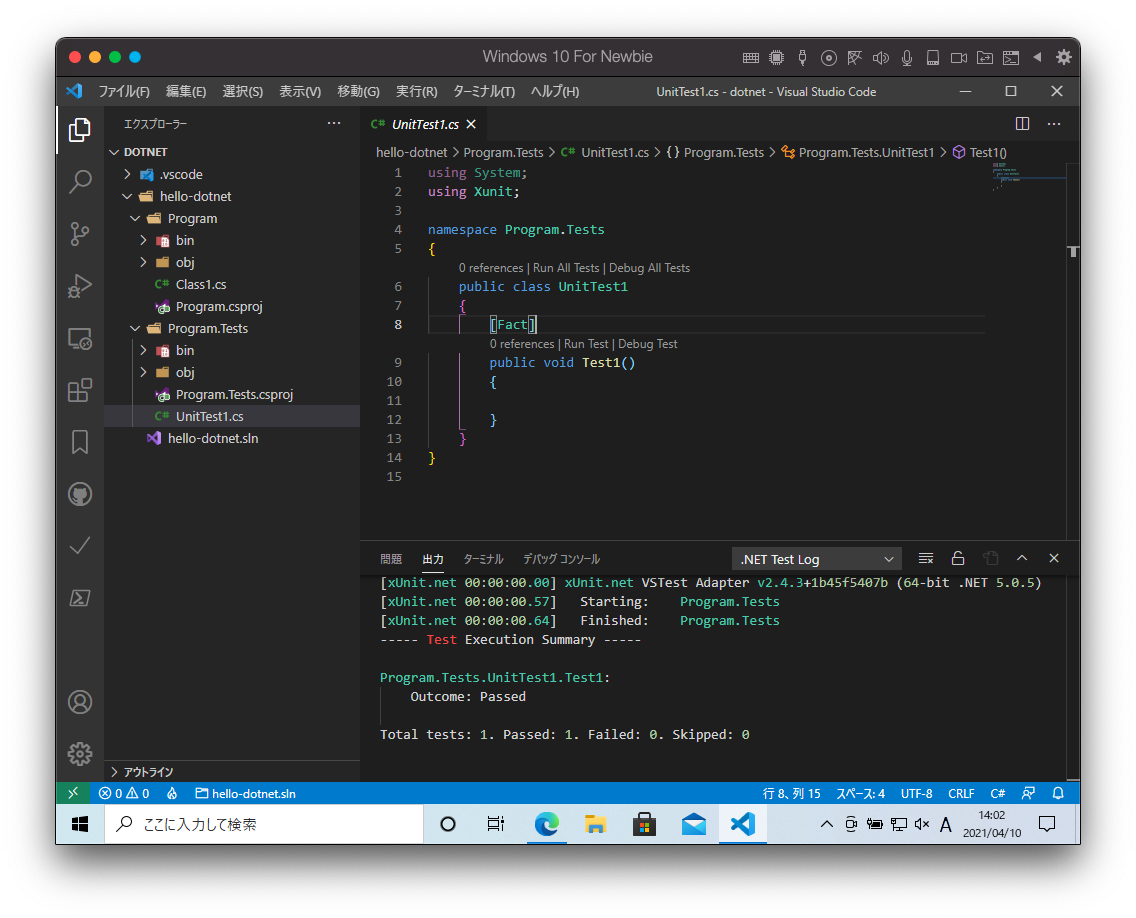 Windows 10 For Newbie
ファイル(F) 編集(E) 選択(S) 表示(V) 移動(G) 実行(R) ターミナル(T) ヘルプ(H) UnitTest1.cs - dotnet - Visual Studio Code
エクスプローラー
DOTNET
.vscode
hello-dotnet
Program
bin
obj
C# Class1.cs
Program.csproj
Program.Tests
bin
obj
Program.Tests.csproj
C# UnitTest1.cs
hello-dotnet.sln
アウトライン
C# UnitTest1.cs
hello-dotnet > Program.Tests > C# UnitTest1.cs > {} Program.Tests > Program.Tests.UnitTest1 > Test1()
1 using System;
2 using Xunit;
3
4 namespace Program.Tests
5 {
0 references | Run All Tests | Debug All Tests
6 public class UnitTest1
7 {
8 [Fact]
0 references | Run Test | Debug Test
9 public void Test1()
10 {
11
12 }
13 }
14 }
15
問題 出力 ターミナル デバッグ コンソール .NET Test Log
[xUnit.net 00:00:00.00] xUnit.net VSTest Adapter v2.4.3+1b45f5407b (64-bit .NET 5.0.5)
[xUnit.net 00:00:00.57] Starting: Program.Tests
[xUnit.net 00:00:00.64] Finished: Program.Tests
----- Test Execution Summary -----
Program.Tests.UnitTest1.Test1:
Outcome: Passed
Total tests: 1. Passed: 1. Failed: 0. Skipped: 0
0 0 hello-dotnet.sln 行 8、列 15 スペース: 4 UTF-8 CRLF C#
ここに入力して検索 A 14:02
2021/04/10